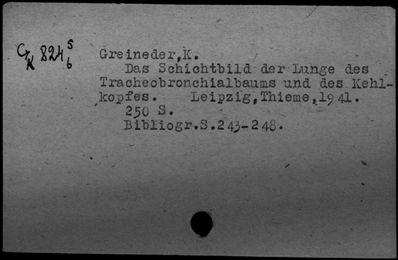 824 S
6
Greineder,K.
Das Schichtbild der Lunge des
Tracheobronchialbaums und des Kehl-
kopfes. Leipzig,Thieme,1941.
250 S.
Bibliogr.S.243-248.